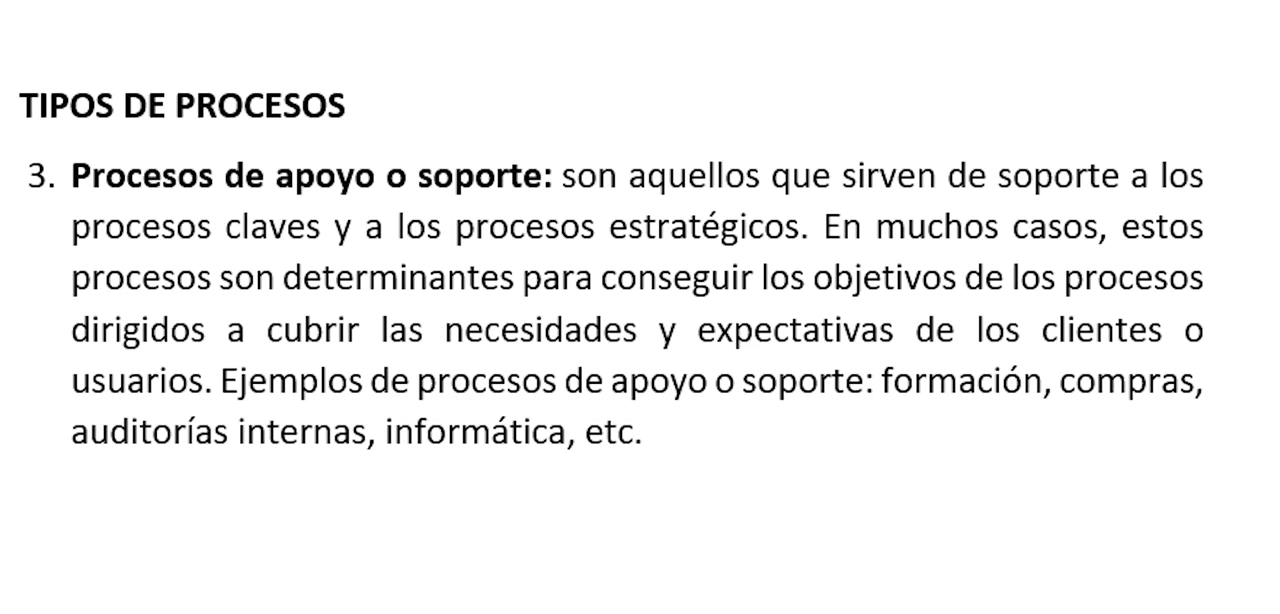 TIPOS DE PROCESOS
3. Procesos de apoyo o soporte: son aquellos que sirven de soporte a los
procesos claves y a los procesos estratégicos. En muchos casos, estos
procesos son determinantes para conseguir los objetivos de los procesos
dirigidos a cubrir las necesidades y expectativas de los clientes o
usuarios. Ejemplos de procesos de apoyo o soporte: formación, compras,
auditorías internas, informática, etc.